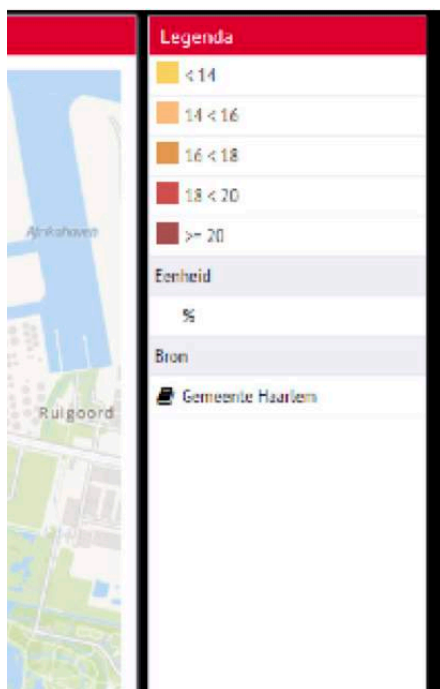 Legenda
< 14
14 < 16
16 < 18
18 < 20
>= 20
Eenheid
%
Bron
Gemeente Haarlem
Afrikahaven
Ruigoord